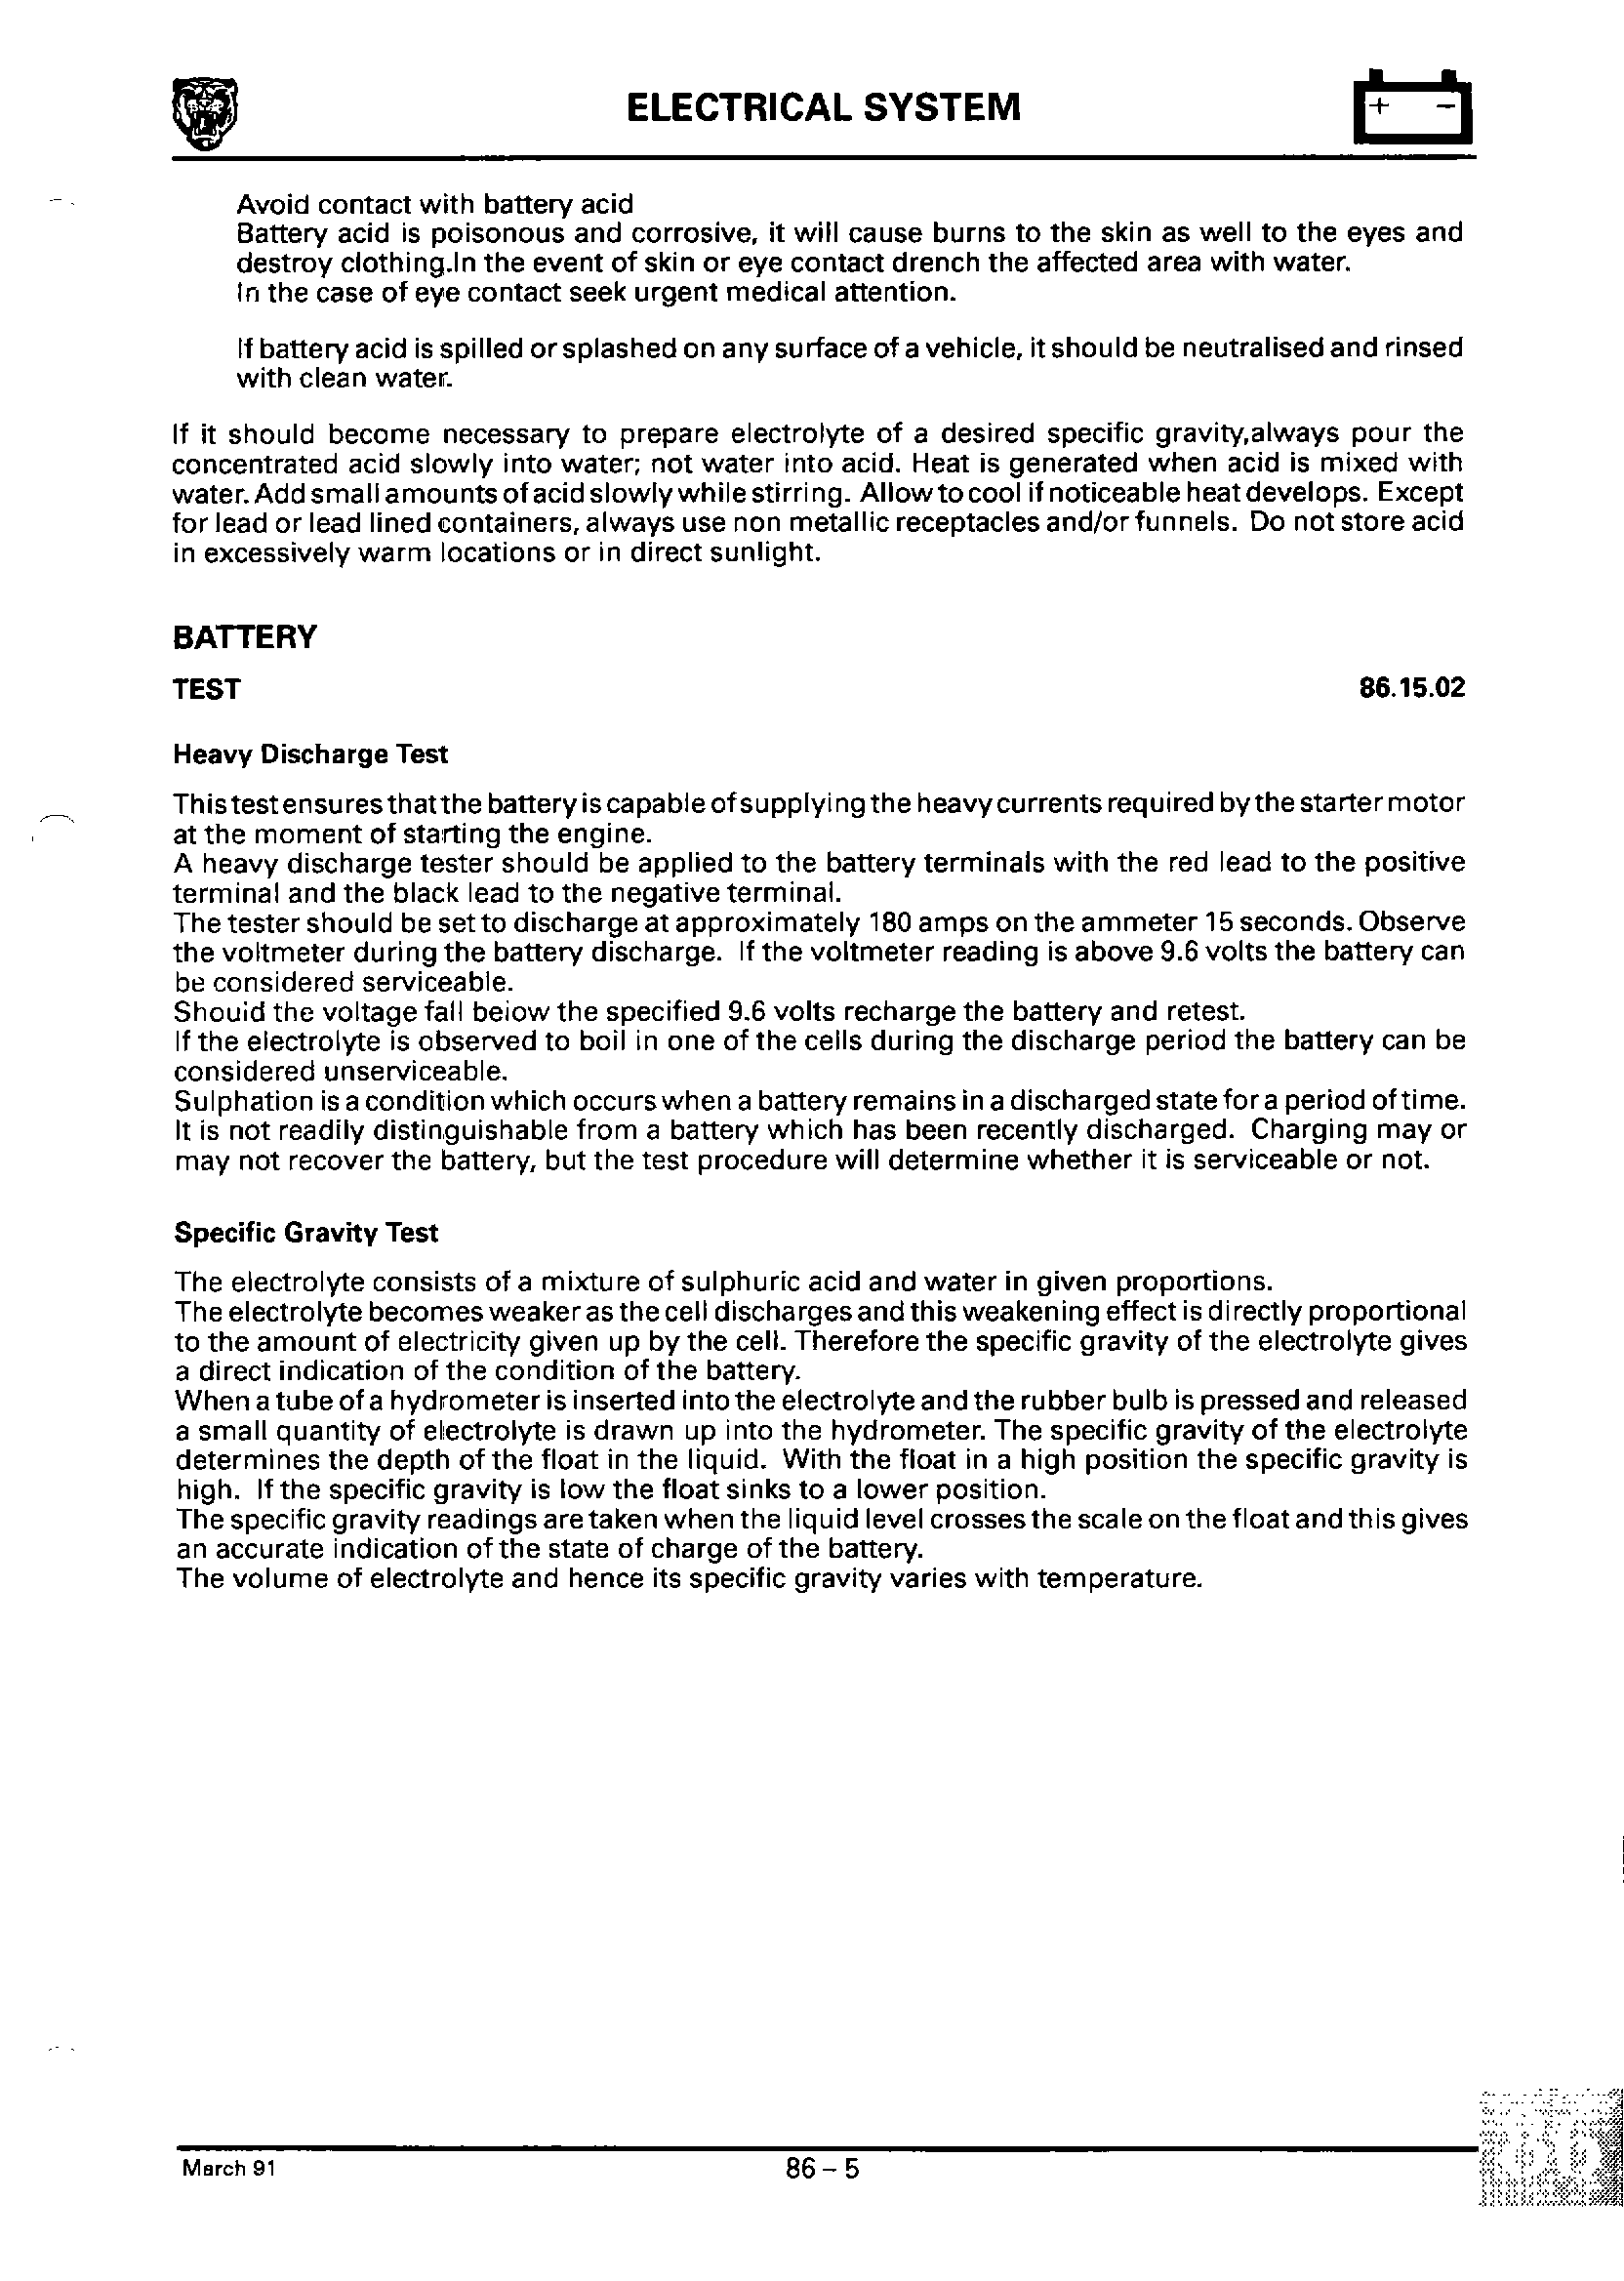 ELECTRICAL SYSTEM
+ −
Avoid contact with battery acid
Battery acid is poisonous and corrosive, it will cause burns to the skin as well to the eyes and
destroy clothing.In the event of skin or eye contact drench the affected area with water.
In the case of eye contact seek urgent medical attention.
If battery acid is spilled or splashed on any surface of a vehicle, it should be neutralised and rinsed
with clean water.
If it should become necessary to prepare electrolyte of a desired specific gravity,always pour the
concentrated acid slowly into water; not water into acid. Heat is generated when acid is mixed with
water. Add small amounts of acid slowly while stirring. Allow to cool if noticeable heat develops. Except
for lead or lead lined containers, always use non metallic receptacles and/or funnels. Do not store acid
in excessively warm locations or in direct sunlight.
BATTERY
TEST 86.15.02
Heavy Discharge Test
This test ensures that the battery is capable of supplying the heavy currents required by the starter motor
at the moment of starting the engine.
A heavy discharge tester should be applied to the battery terminals with the red lead to the positive
terminal and the black lead to the negative terminal.
The tester should be set to discharge at approximately 180 amps on the ammeter 15 seconds. Observe
the voltmeter during the battery discharge. If the voltmeter reading is above 9.6 volts the battery can
be considered serviceable.
Should the voltage fall below the specified 9.6 volts recharge the battery and retest.
If the electrolyte is observed to boil in one of the cells during the discharge period the battery can be
considered unserviceable.
Sulphation is a condition which occurs when a battery remains in a discharged state for a period of time.
It is not readily distinguishable from a battery which has been recently discharged. Charging may or
may not recover the battery, but the test procedure will determine whether it is serviceable or not.
Specific Gravity Test
The electrolyte consists of a mixture of sulphuric acid and water in given proportions.
The electrolyte becomes weaker as the cell discharges and this weakening effect is directly proportional
to the amount of electricity given up by the cell. Therefore the specific gravity of the electrolyte gives
a direct indication of the condition of the battery.
When a tube of a hydrometer is inserted into the electrolyte and the rubber bulb is pressed and released
a small quantity of electrolyte is drawn up into the hydrometer. The specific gravity of the electrolyte
determines the depth of the float in the liquid. With the float in a high position the specific gravity is
high. If the specific gravity is low the float sinks to a lower position.
The specific gravity readings are taken when the liquid level crosses the scale on the float and this gives
an accurate indication of the state of charge of the battery.
The volume of electrolyte and hence its specific gravity varies with temperature.
March 91 86 – 5